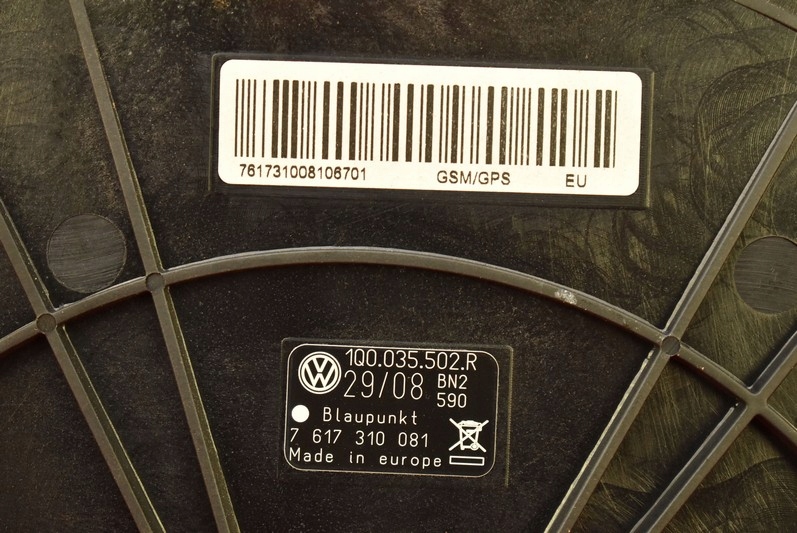 761731008106701 GSM/GPS EU
1Q0.035.502.R
29/08 BN2
590
Blaupunkt
7 617 310 081
Made in europe